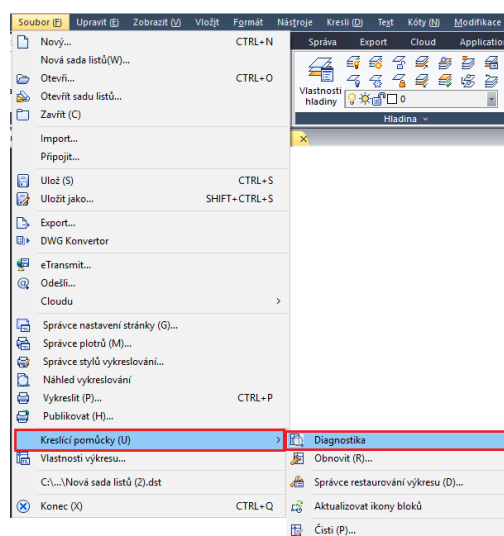 Soubor (F) Upravit (E) Zobrazit (V) Vložit Formát Nástroje Kresli (D) Text Kóty (N) Modifikace
Nový... CTRL+N
Správa Export Cloud Application
Nová sada listů(W)...
Otevři... CTRL+O
Otevřít sadu listů...
Vlastnosti
hladiny
0
Zavřít (C)
Hladina
Import...
Připojit...
Ulož (S) CTRL+S
Uložit jako... SHIFT+CTRL+S
Export...
DWG Konvertor
eTransmit...
Odešli...
Cloudu
Správce nastavení stránky (G)...
Správce plotrů (M)...
Správce stylů vykreslování...
Náhled vykreslování
Vykreslit (P)... CTRL+P
Publikovat (H)...
Kreslící pomůcky (U) Diagnostika
Vlastnosti výkresu... Obnovit (R)...
C:\...\Nová sada listů (2).dst Správce restaurování výkresu (D)...
Konec (X) CTRL+Q Aktualizovat ikony bloků
Čisti (P)...